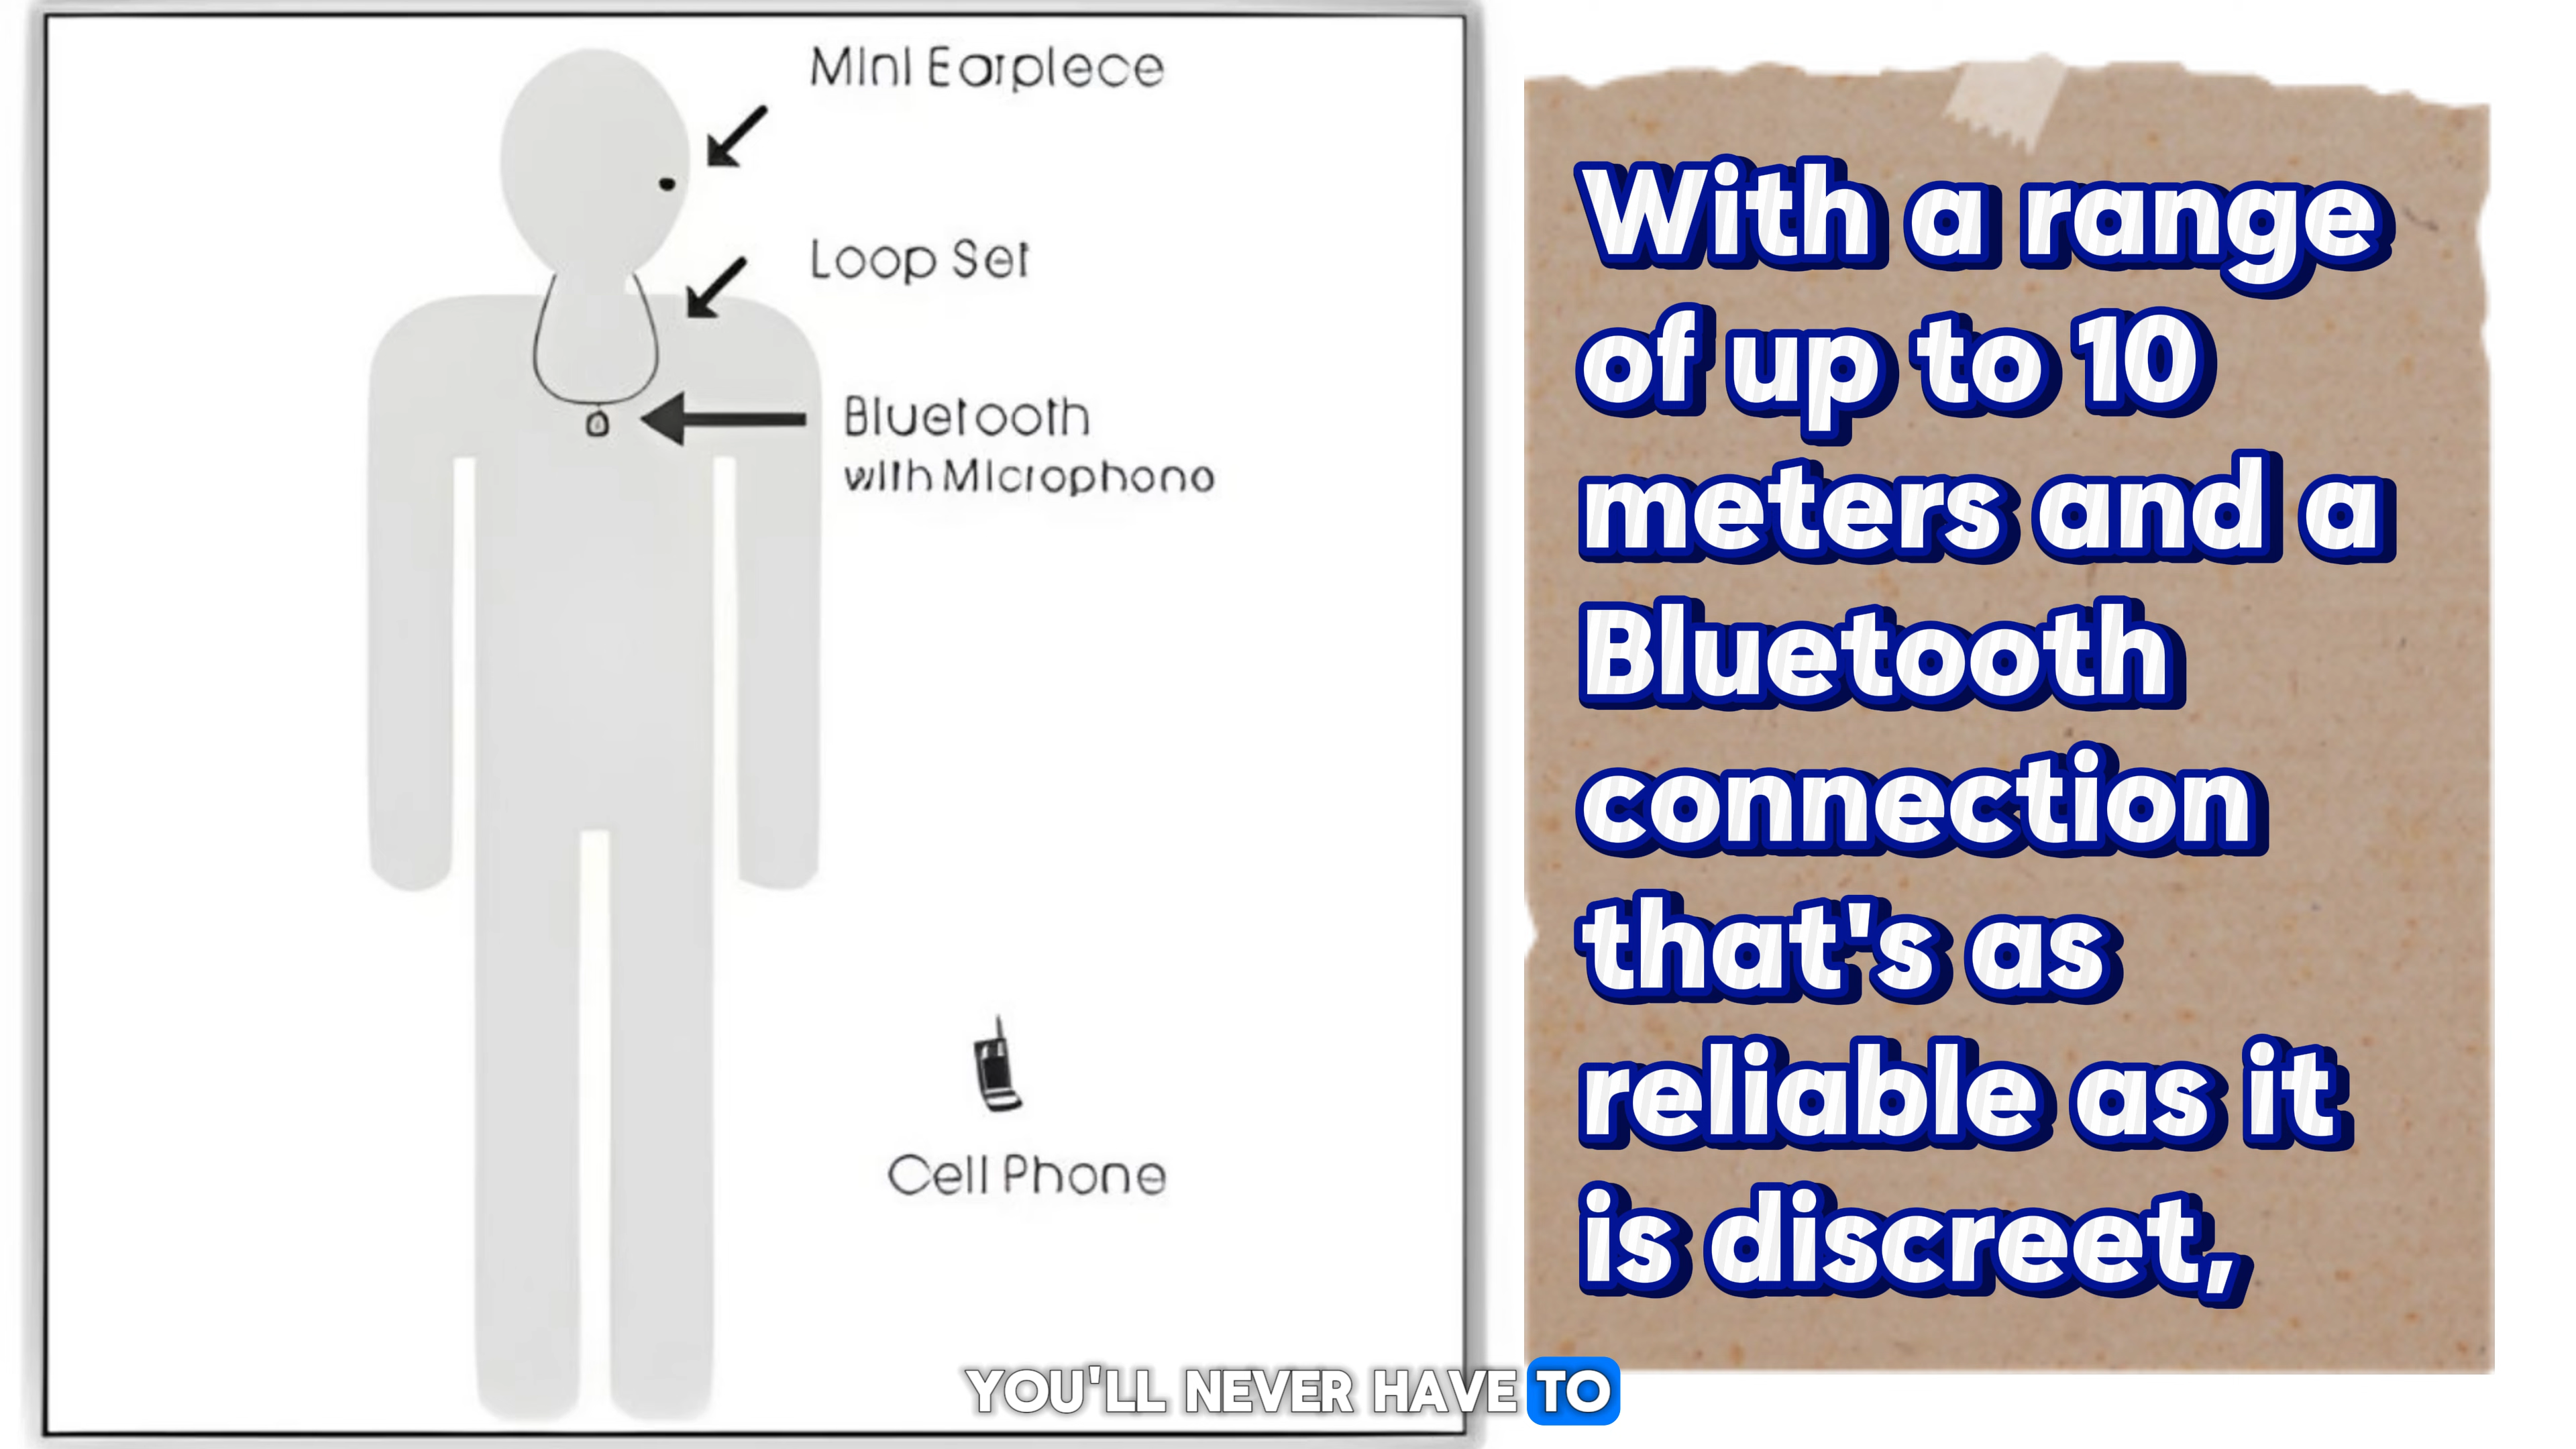 Mini Earpiece
Loop Set
Bluetooth
with Microphone
Cell Phone
With a range
of up to 10
meters and a
Bluetooth
connection
that's as
reliable as it
is discreet,
YOU'LL NEVER HAVE TO